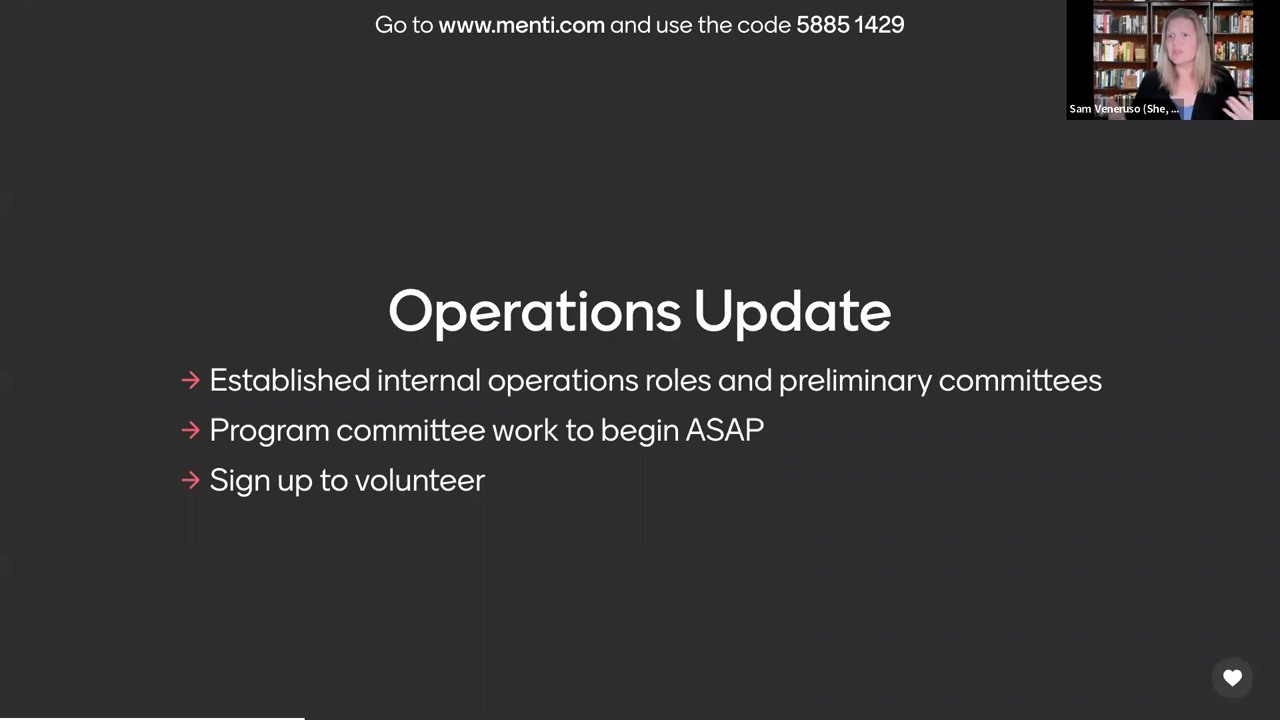 Go to www.menti.com and use the code 5885 1429
Sam Veneruso (She, ...
Operations Update
→ Established internal operations roles and preliminary committees
→ Program committee work to begin ASAP
→ Sign up to volunteer